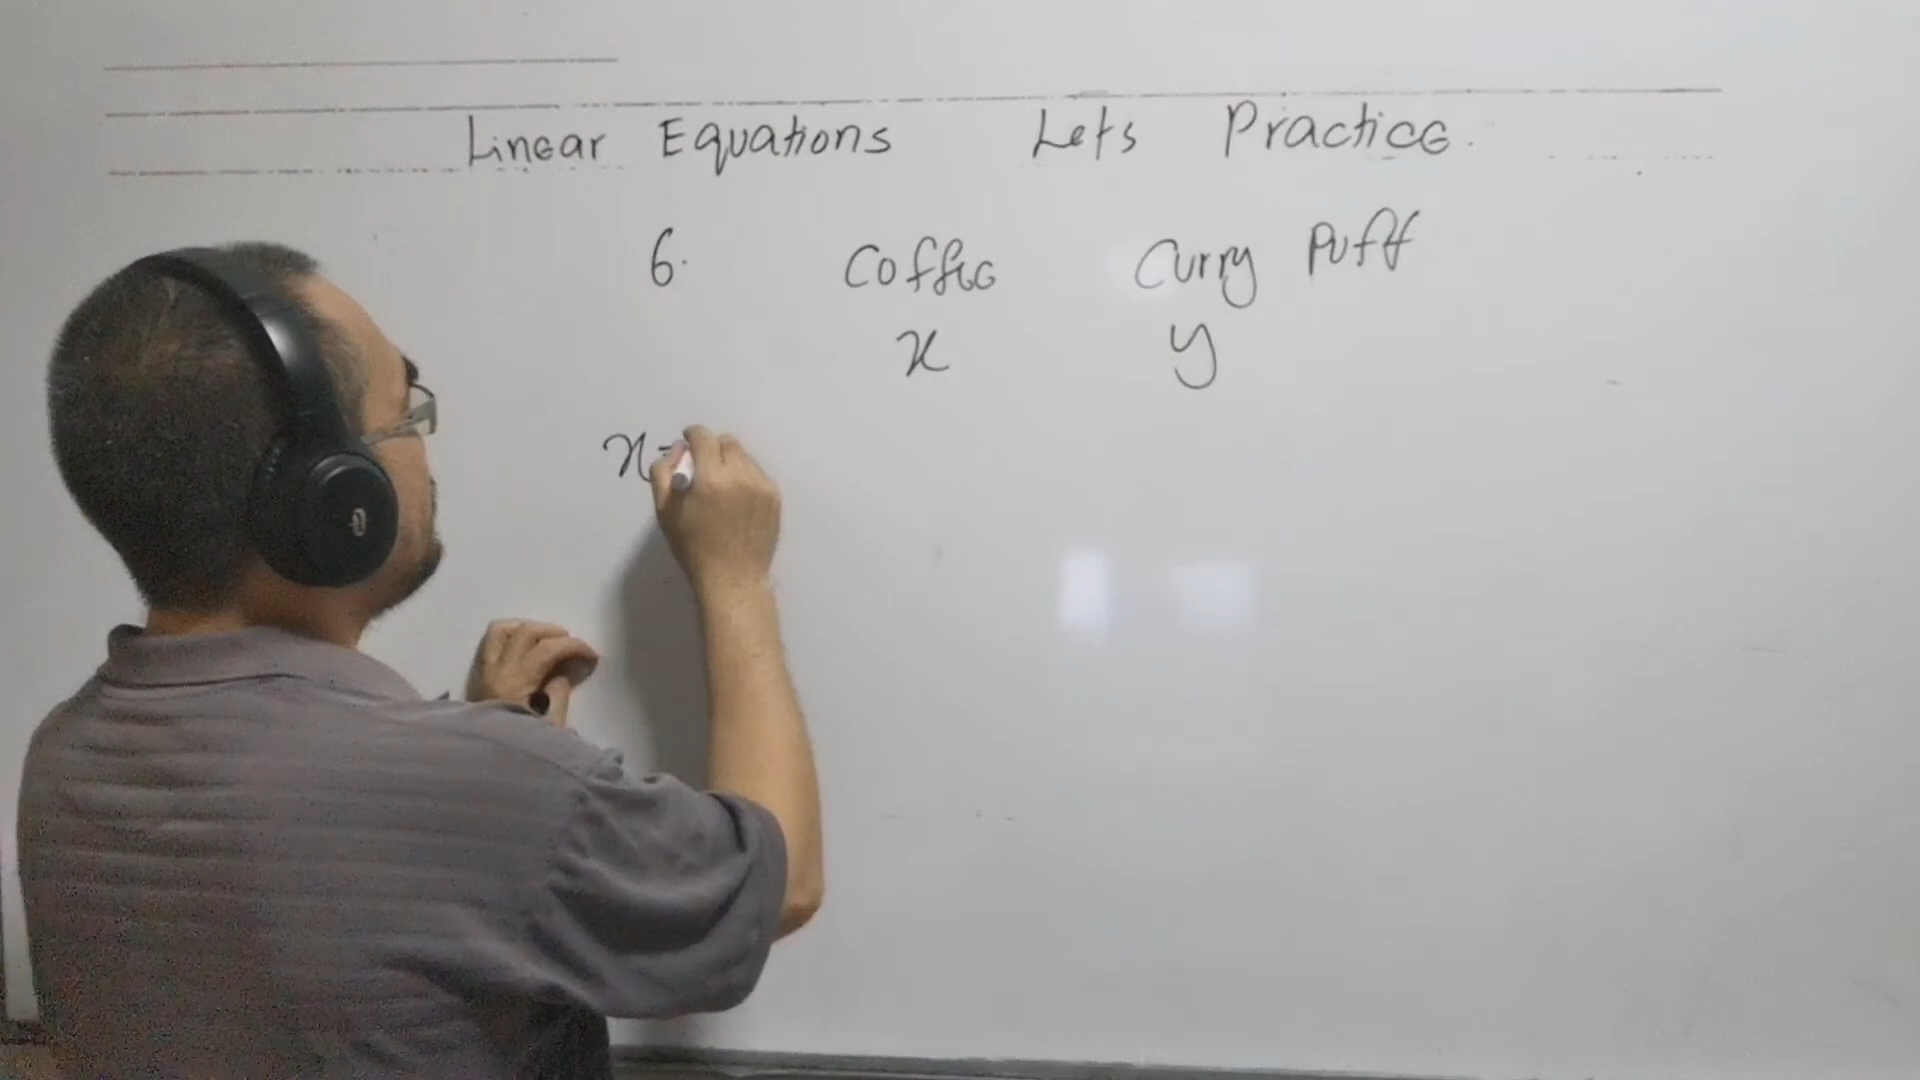 Linear Equations Lets Practice.
6. Coffee Curry Puff
x y
x=